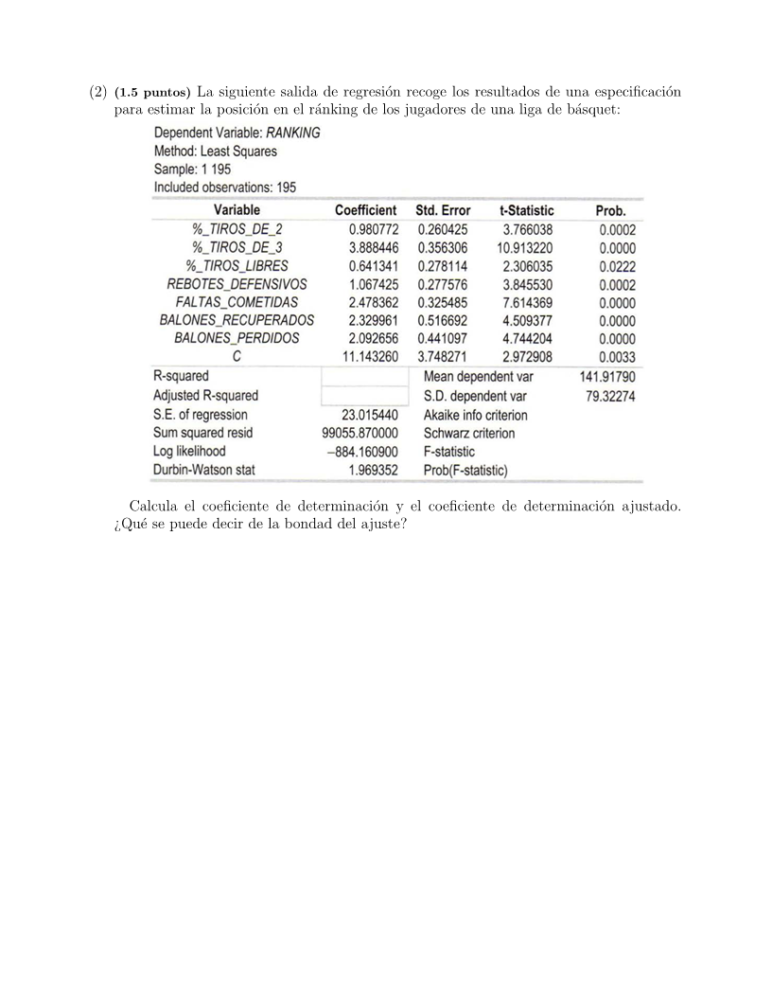 (2) (1.5 puntos) La siguiente salida de regresión recoge los resultados de una especificación
para estimar la posición en el ránking de los jugadores de una liga de básquet:
Dependent Variable: RANKING
Method: Least Squares
Sample: 1 195
Included observations: 195
Variable Coefficient Std. Error t-Statistic Prob.
%_TIROS_DE_2 0.980772 0.260425 3.766038 0.0002
%_TIROS_DE_3 3.888446 0.356306 10.913220 0.0000
%_TIROS_LIBRES 0.641341 0.278114 2.306035 0.0222
REBOTES_DEFENSIVOS 1.067425 0.277576 3.845530 0.0002
FALTAS_COMETIDAS 2.478362 0.325485 7.614369 0.0000
BALONES_RECUPERADOS 2.329961 0.516692 4.509377 0.0000
BALONES_PERDIDOS 2.092656 0.441097 4.744204 0.0000
C 11.143260 3.748271 2.972908 0.0033
R-squared Mean dependent var 141.91790
Adjusted R-squared S.D. dependent var 79.32274
S.E. of regression 23.015440 Akaike info criterion
Sum squared resid 99055.870000 Schwarz criterion
Log likelihood −884.160900 F-statistic
Durbin-Watson stat 1.969352 Prob(F-statistic)
Calcula el coeficiente de determinación y el coeficiente de determinación ajustado.
¿Qué se puede decir de la bondad del ajuste?